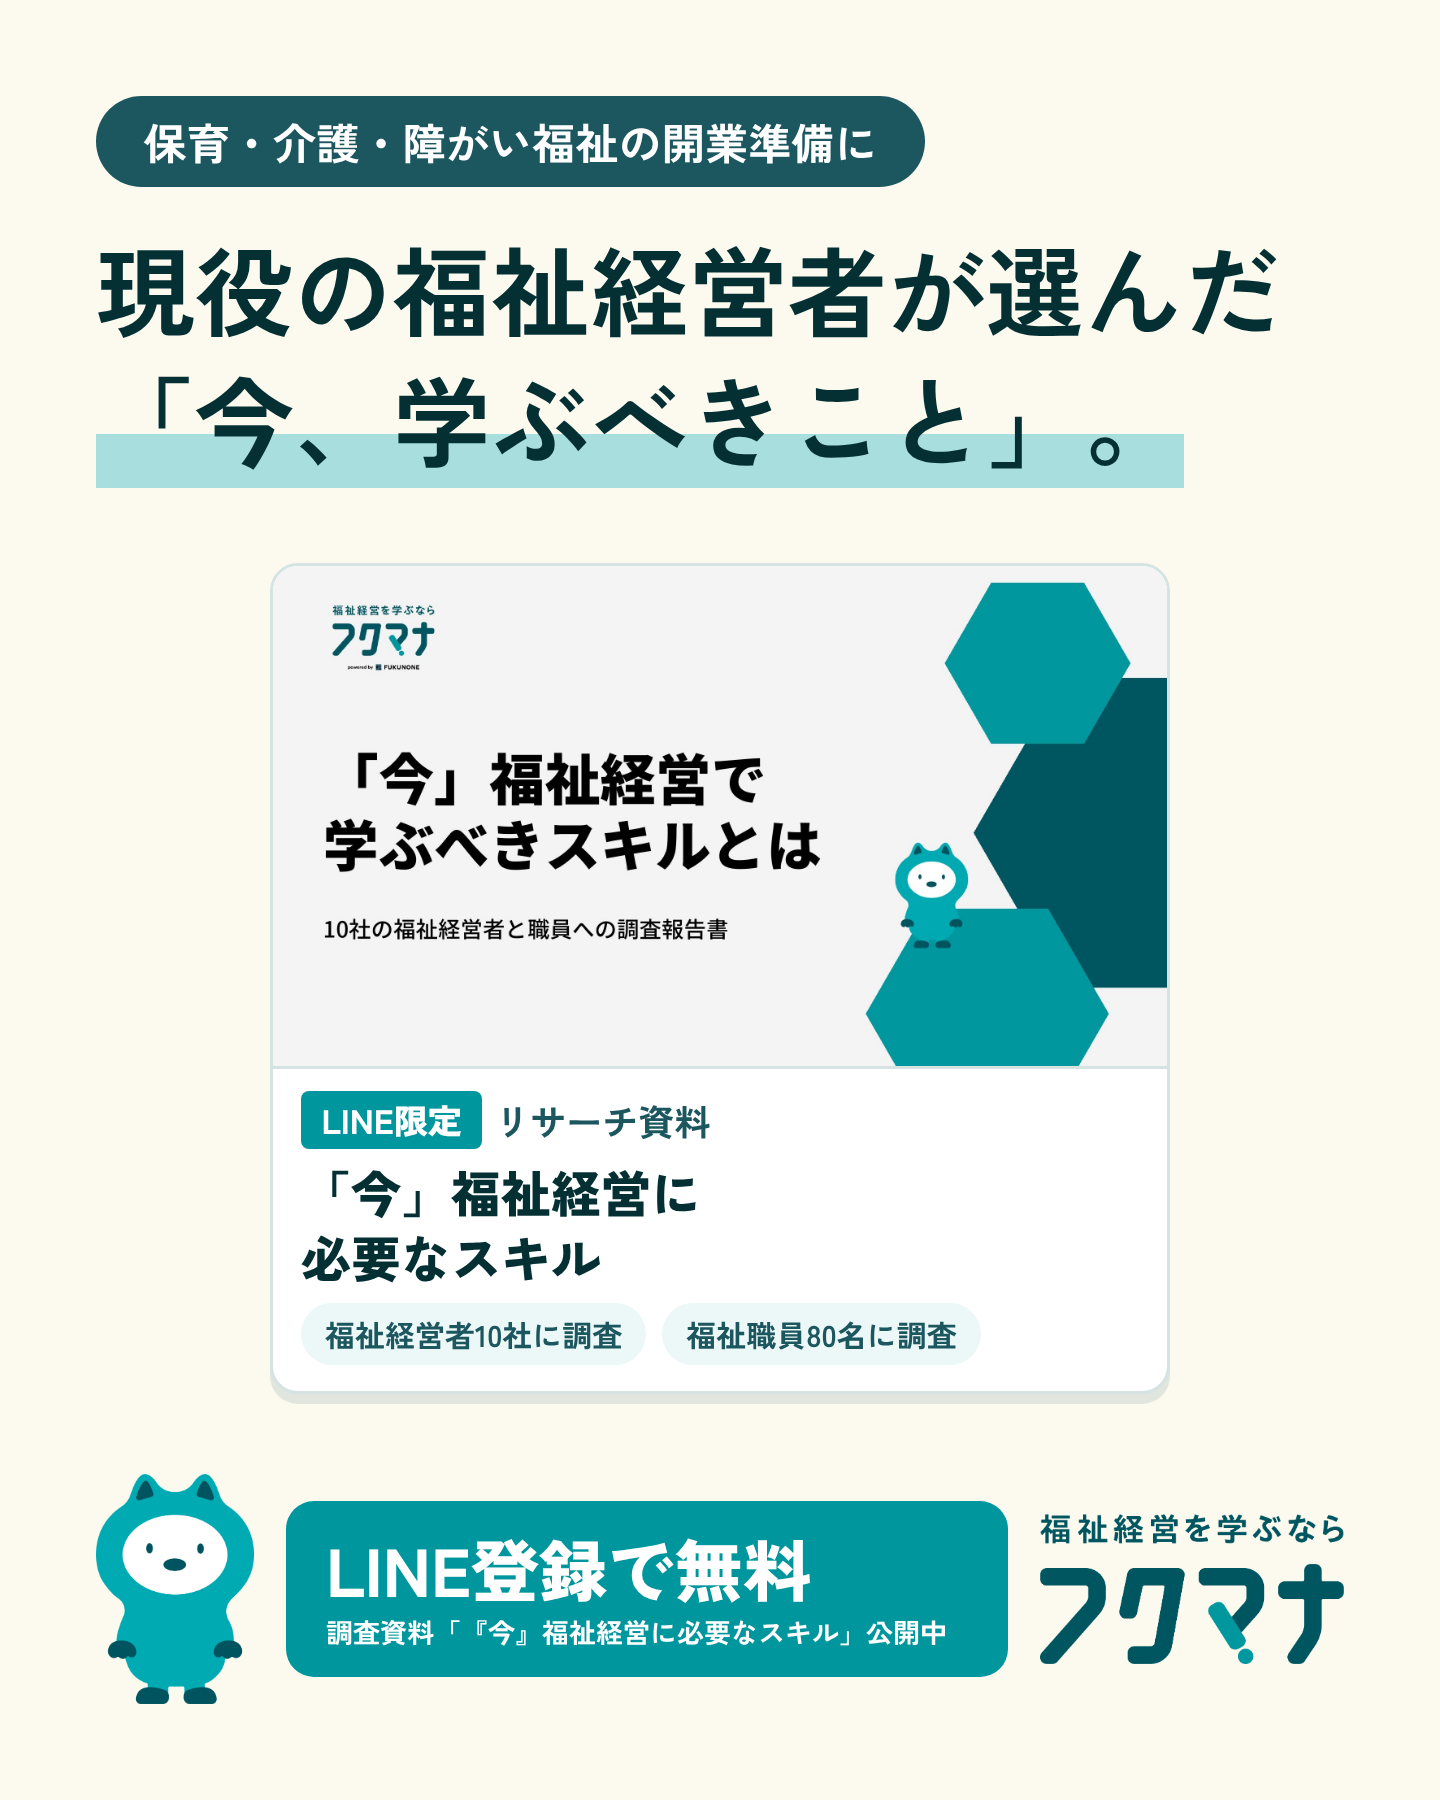 保育・介護・障がい福祉の開業準備に
現役の福祉経営者が選んだ
「今、学ぶべきこと」。
福祉経営を学ぶなら
フクマナ
powered by FUKUNONE
「今」福祉経営で
学ぶべきスキルとは
10社の福祉経営者と職員への調査報告書
LINE限定 リサーチ資料
「今」福祉経営に
必要なスキル
福祉経営者10社に調査 福祉職員80名に調査
LINE登録で無料
調査資料「『今』福祉経営に必要なスキル」公開中
福祉経営を学ぶなら
フクマナ